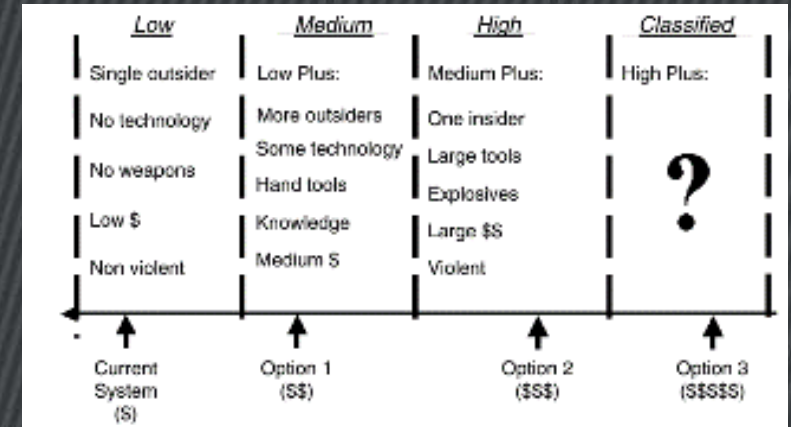 Low
Single outsider
No technology
No weapons
Low $
Non violent
Medium
Low Plus:
More outsiders
Some technology
Hand tools
Knowledge
Medium $
High
Medium Plus:
One insider
Large tools
Explosives
Large $$
Violent
Classified
High Plus:
?
Current
System
($)
Option 1
($$)
Option 2
($$$)
Option 3
($$$$$)